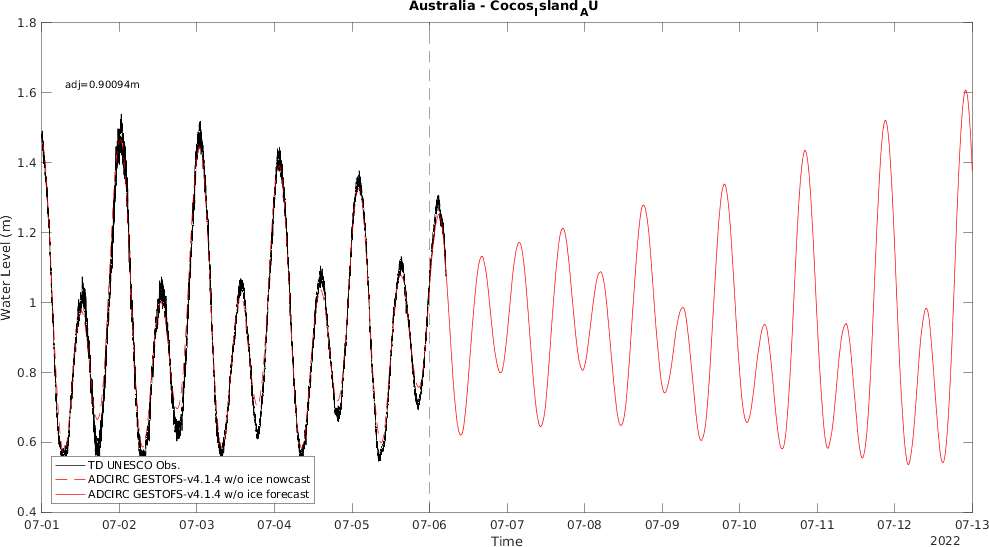 Australia - Cocos_Island_AU
adj=0.90094m
Water Level (m)
1.8
1.6
1.4
1.2
1
0.8
0.6
0.4
TD UNESCO Obs.
ADCIRC GESTOFS-v4.1.4 w/o ice nowcast
ADCIRC GESTOFS-v4.1.4 w/o ice forecast
07-01 07-02 07-03 07-04 07-05 07-06 07-07 07-08 07-09 07-10 07-11 07-12 07-13
Time
2022